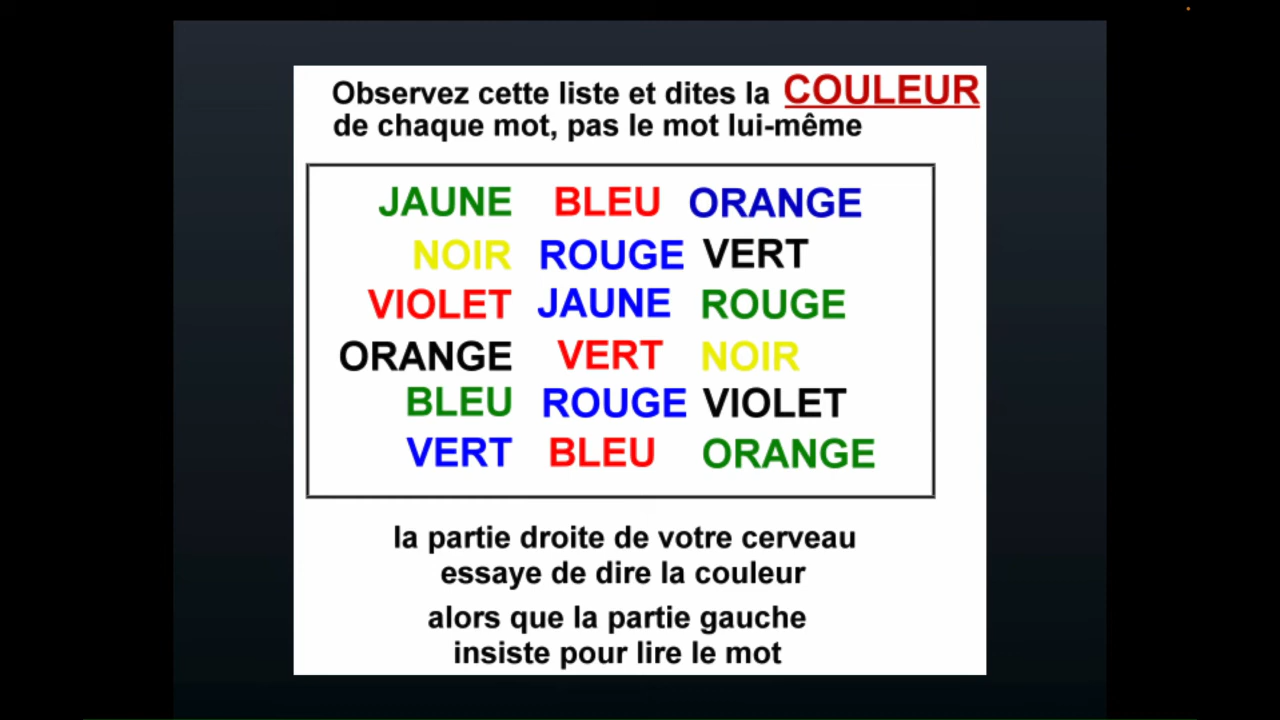 Observez cette liste et dites la COULEUR
de chaque mot, pas le mot lui-même
JAUNE BLEU ORANGE
NOIR ROUGE VERT
VIOLET JAUNE ROUGE
ORANGE VERT NOIR
BLEU ROUGE VIOLET
VERT BLEU ORANGE
la partie droite de votre cerveau
essaye de dire la couleur
alors que la partie gauche
insiste pour lire le mot